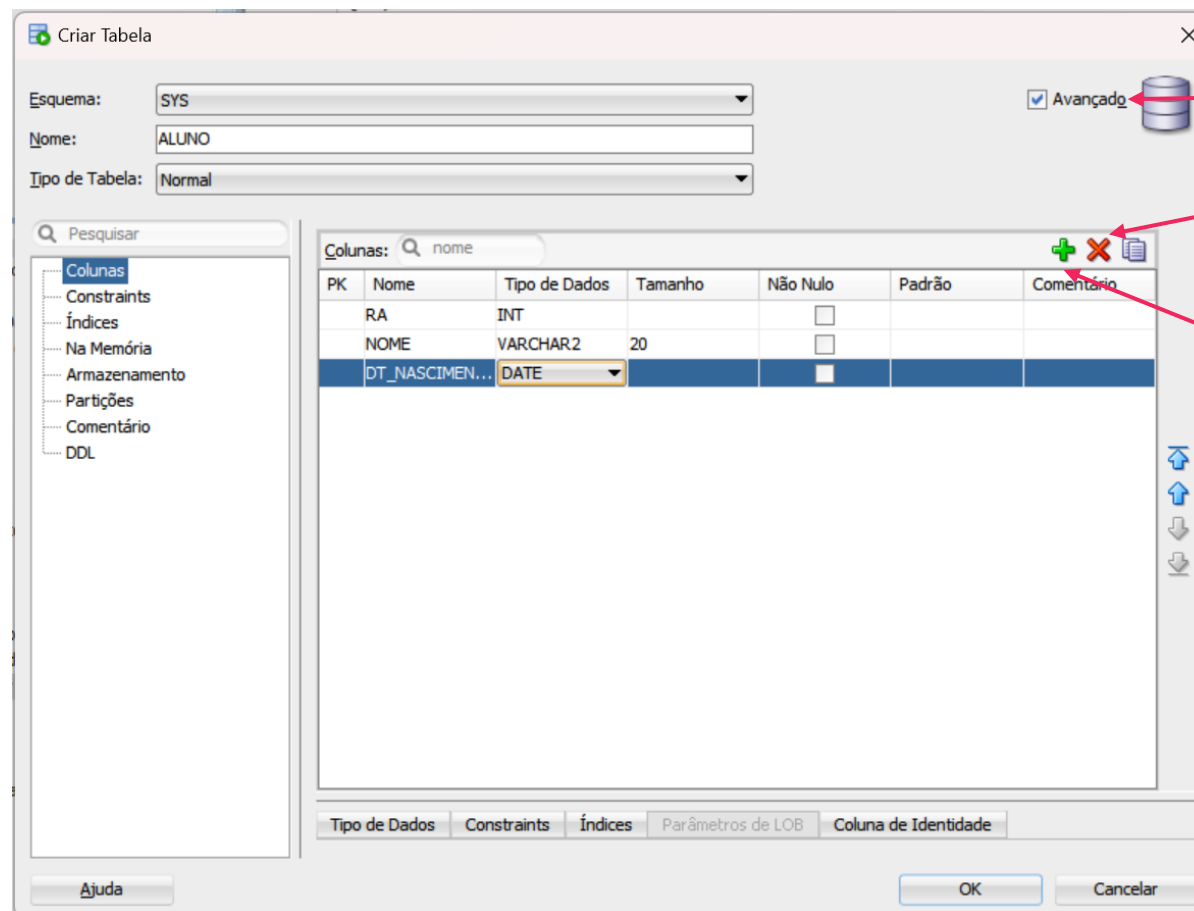 Criar Tabela
Esquema: SYS
Avançado
Nome: ALUNO
Tipo de Tabela: Normal
Pesquisar
Colunas
Constraints
Índices
Na Memória
Armazenamento
Partições
Comentário
DDL
Colunas: nome
PK Nome Tipo de Dados Tamanho Não Nulo Padrão Comentário
RA INT
NOME VARCHAR2 20
DT_NASCIMEN... DATE
Tipo de Dados Constraints Índices Parâmetros de LOB Coluna de Identidade
Ajuda OK Cancelar